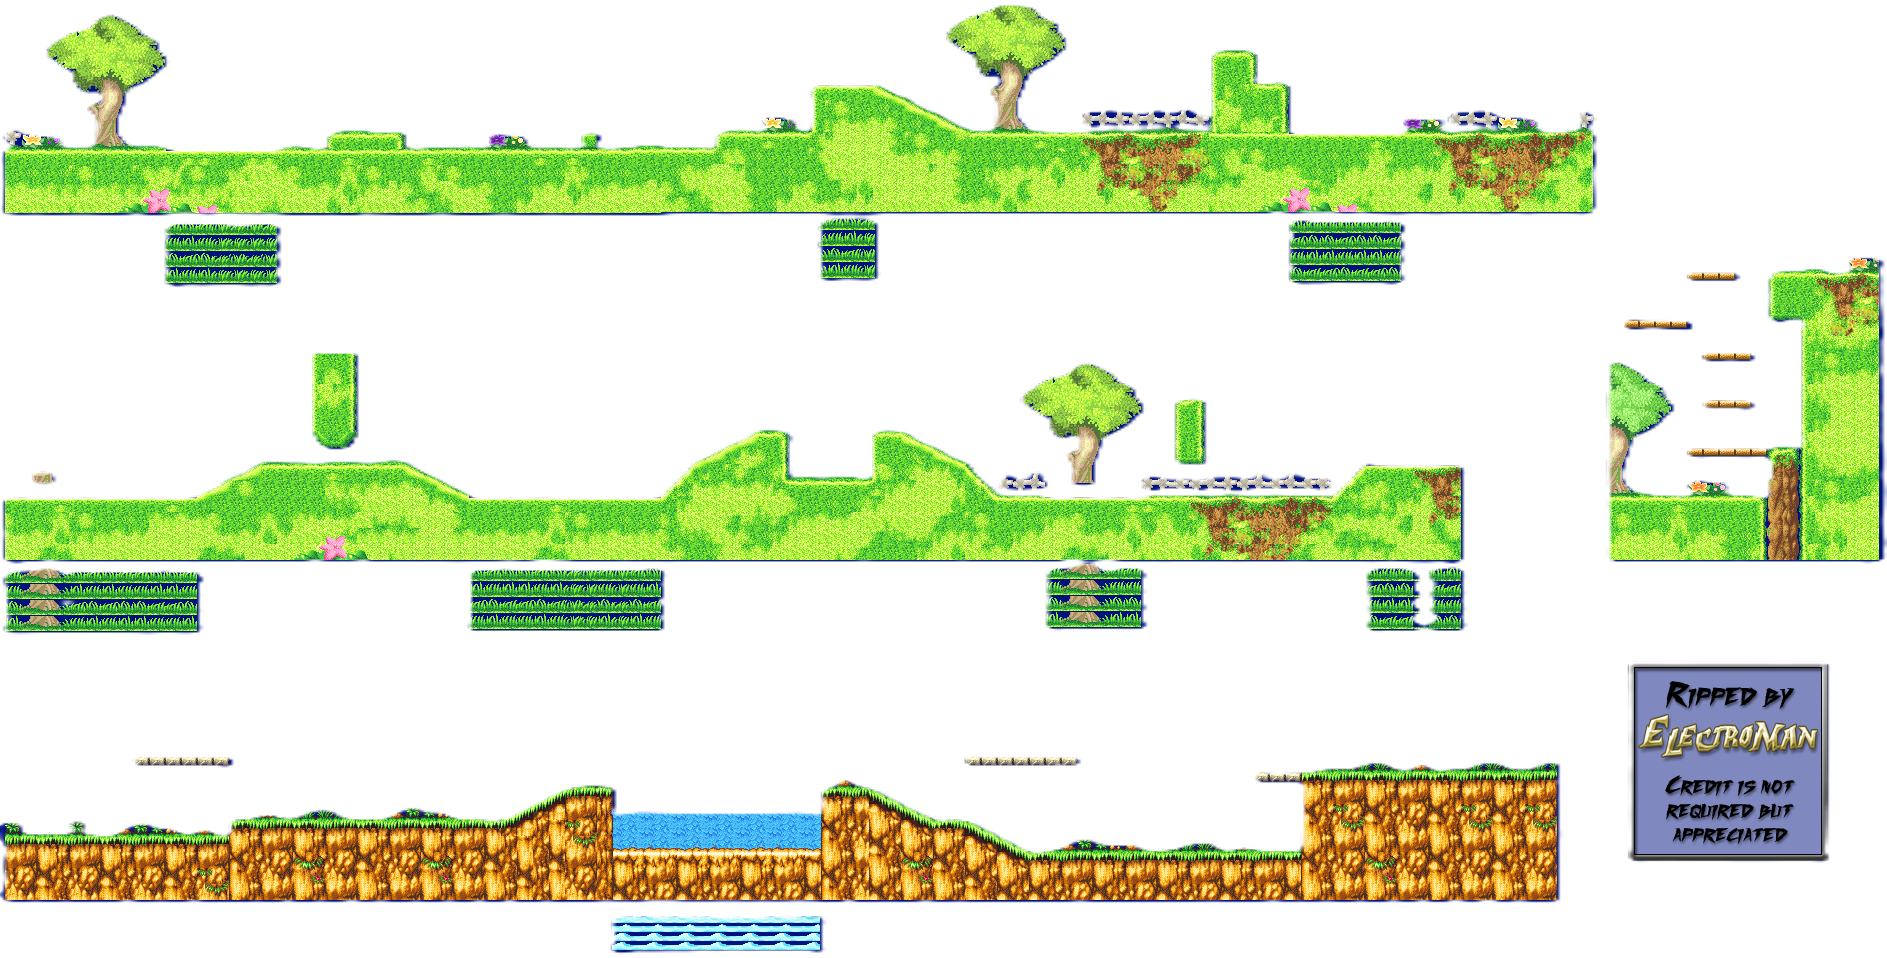 Ripped by
ElectroMan
Credit is not
required but
appreciated